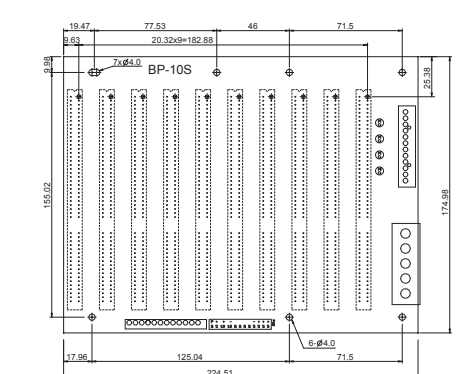 19.47 77.53 46 71.5
9.63 20.32x9=182.88
9.98 7xø4.0 BP-10S 25.38
155.02 174.98
6-ø4.0
17.96 125.04 71.5
224.51